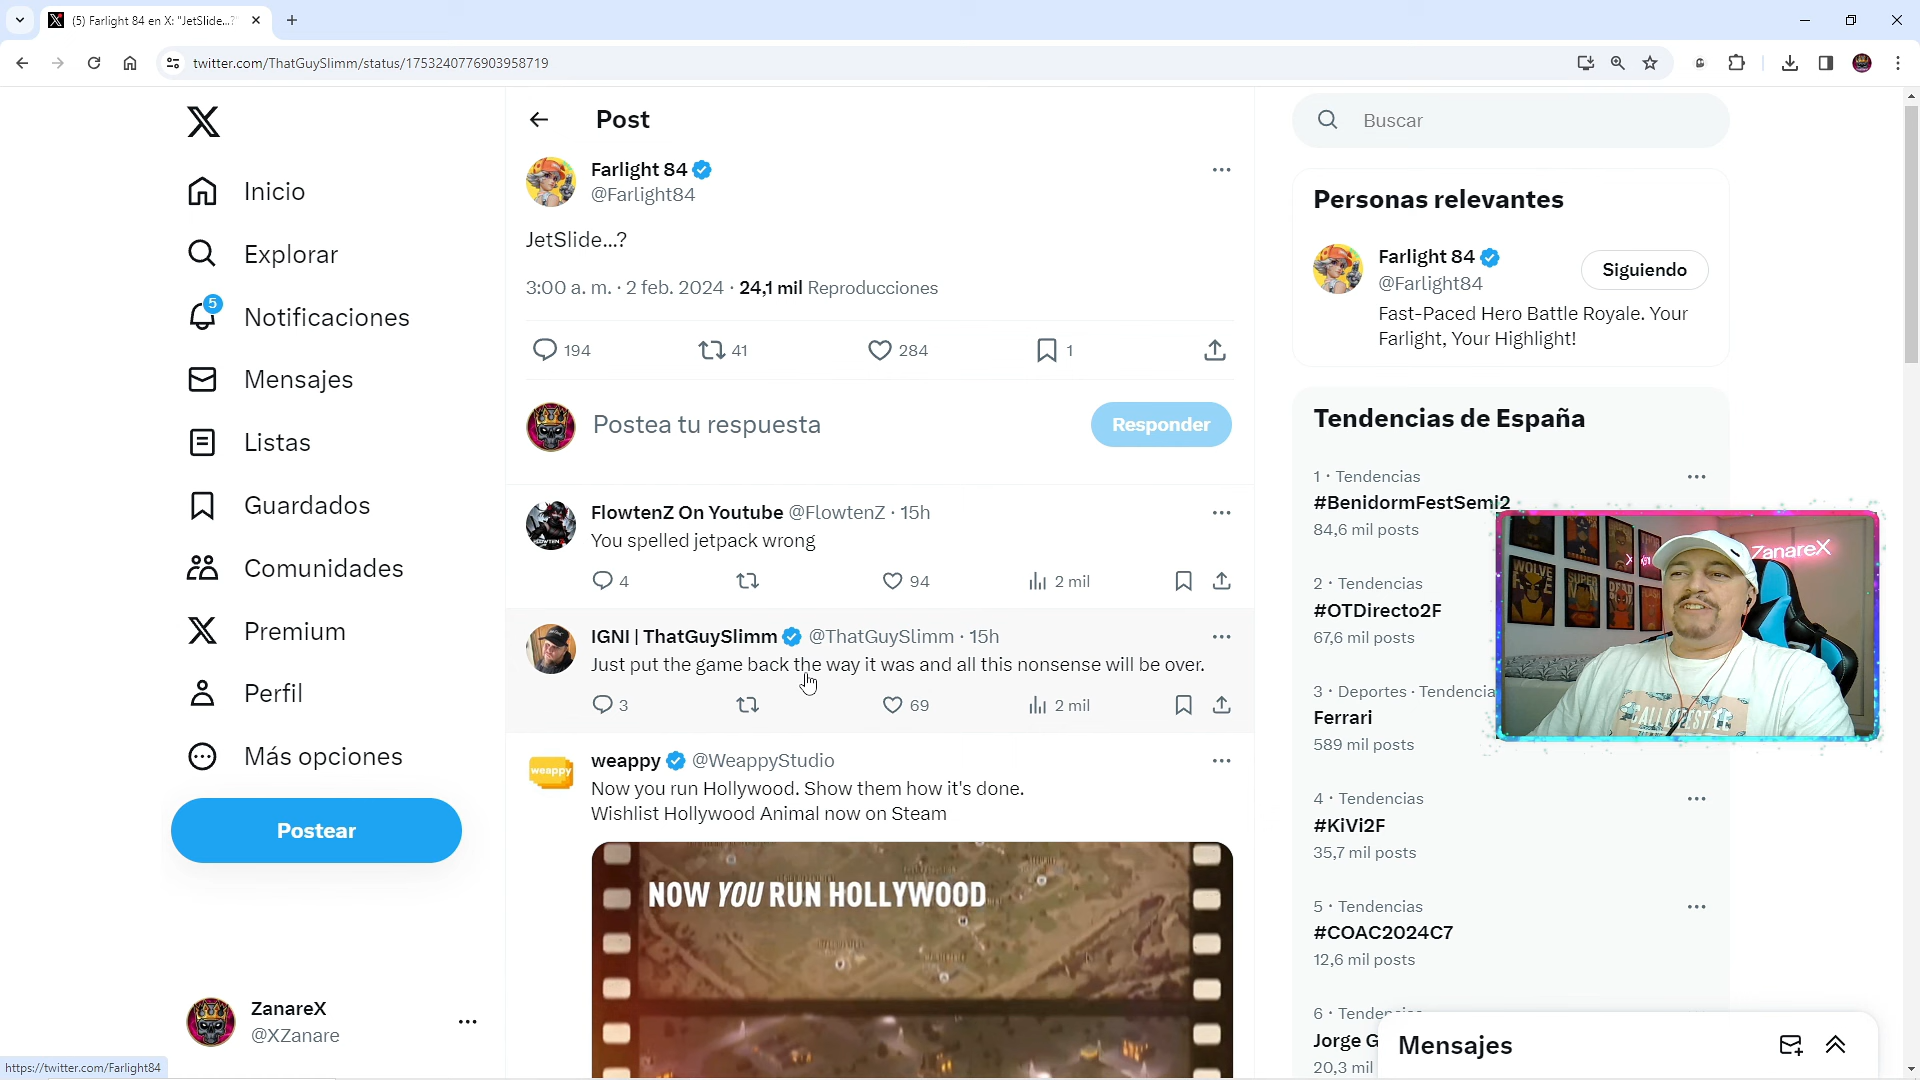 (5) Farlight 84 en X: "JetSlide...?
twitter.com/ThatGuySlimm/status/1753240776903958719
Inicio
Explorar
5
Notificaciones
Mensajes
Listas
Guardados
Comunidades
Premium
Perfil
Más opciones
Postear
ZanareX
@XZanare
https://twitter.com/Farlight84
Post
Farlight 84
@Farlight84
JetSlide...?
3:00 a. m. · 2 feb. 2024 · 24,1 mil Reproducciones
194 41 284 1
Postea tu respuesta
Responder
FlowtenZ On Youtube @FlowtenZ · 15h
You spelled jetpack wrong
4 94 2 mil
IGNI | ThatGuySlimm @ThatGuySlimm · 15h
Just put the game back the way it was and all this nonsense will be over.
3 69 2 mil
weappy
weappy @WeappyStudio
Now you run Hollywood. Show them how it's done.
Wishlist Hollywood Animal now on Steam
NOW YOU RUN HOLLYWOOD
Buscar
Personas relevantes
Farlight 84
@Farlight84
Siguiendo
Fast-Paced Hero Battle Royale. Your
Farlight, Your Highlight!
Tendencias de España
1 · Tendencias
#BenidormFestSemi2
84,6 mil posts
2 · Tendencias
#OTDirecto2F
67,6 mil posts
3 · Deportes · Tendencia
Ferrari
589 mil posts
4 · Tendencias
#KiVi2F
35,7 mil posts
5 · Tendencias
#COAC2024C7
12,6 mil posts
6 · Tenden
Jorge G
20,3 mil
Mensajes
ZanareX
WOLVE
SUPER
DEAD